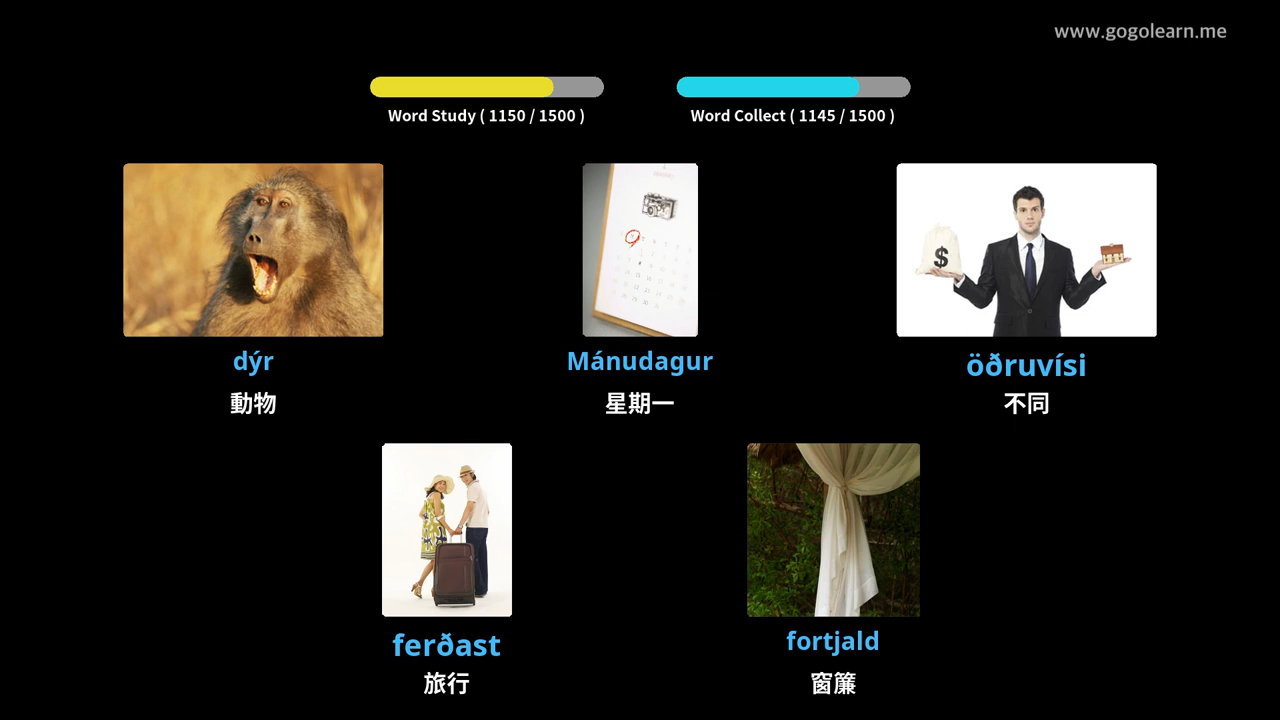 www.gogolearn.me
Word Study ( 1150 / 1500 )
Word Collect ( 1145 / 1500 )
$
dýr
動物
Mánudagur
星期一
öðruvísi
不同
ferðast
旅行
fortjald
窗簾